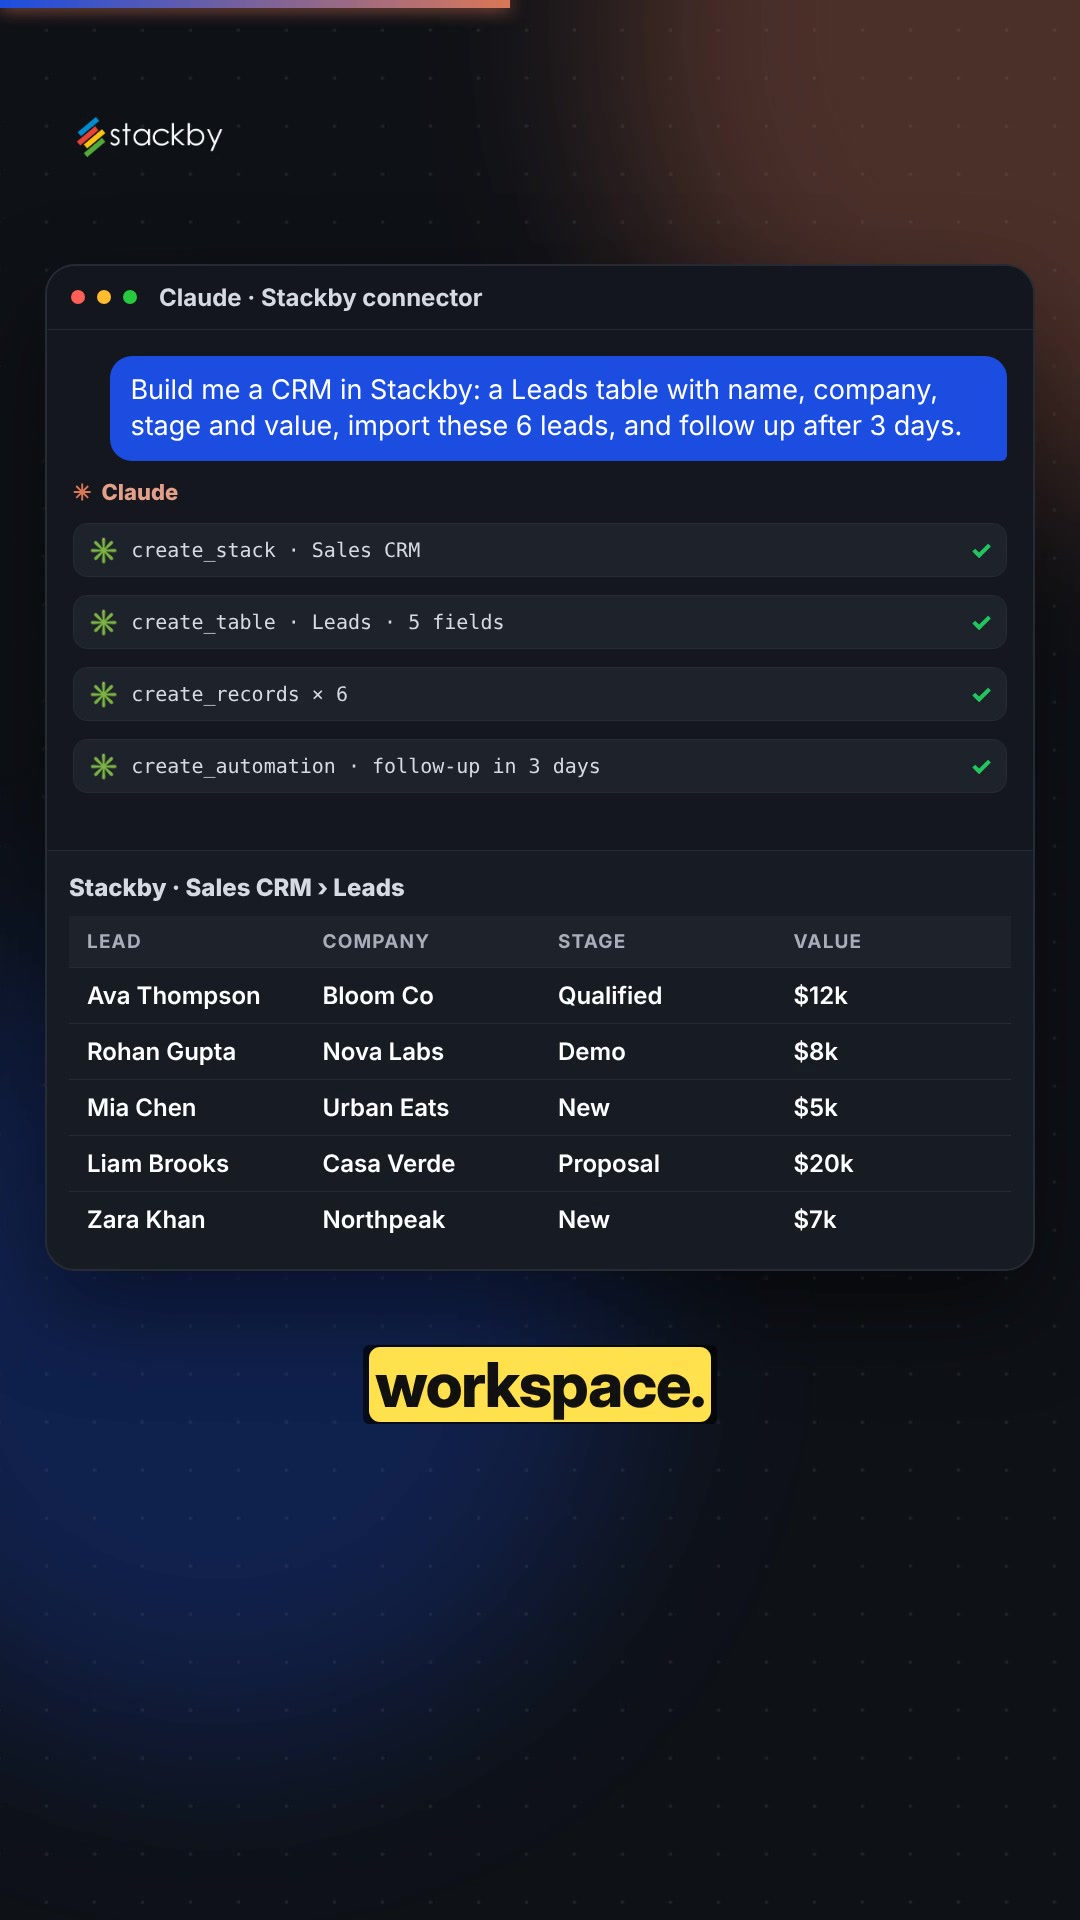 stackby
Claude · Stackby connector
Build me a CRM in Stackby: a Leads table with name, company,
stage and value, import these 6 leads, and follow up after 3 days.
Claude
create_stack · Sales CRM
create_table · Leads · 5 fields
create_records × 6
create_automation · follow-up in 3 days
Stackby · Sales CRM › Leads
LEAD COMPANY STAGE VALUE
Ava Thompson Bloom Co Qualified $12k
Rohan Gupta Nova Labs Demo $8k
Mia Chen Urban Eats New $5k
Liam Brooks Casa Verde Proposal $20k
Zara Khan Northpeak New $7k
workspace.